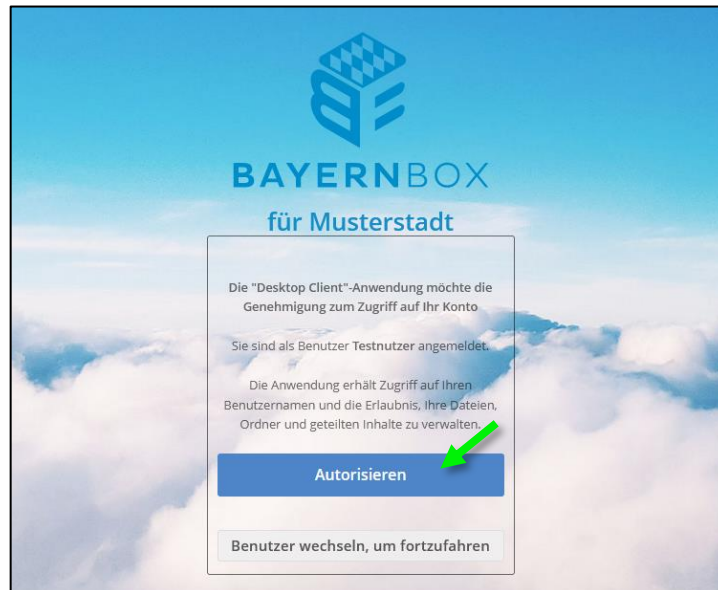 BAYERNBOX
für Musterstadt
Die "Desktop Client"-Anwendung möchte die
Genehmigung zum Zugriff auf Ihr Konto
Sie sind als Benutzer Testnutzer angemeldet.
Die Anwendung erhält Zugriff auf Ihren
Benutzernamen und die Erlaubnis, Ihre Dateien,
Ordner und geteilten Inhalte zu verwalten.
Autorisieren
Benutzer wechseln, um fortzufahren